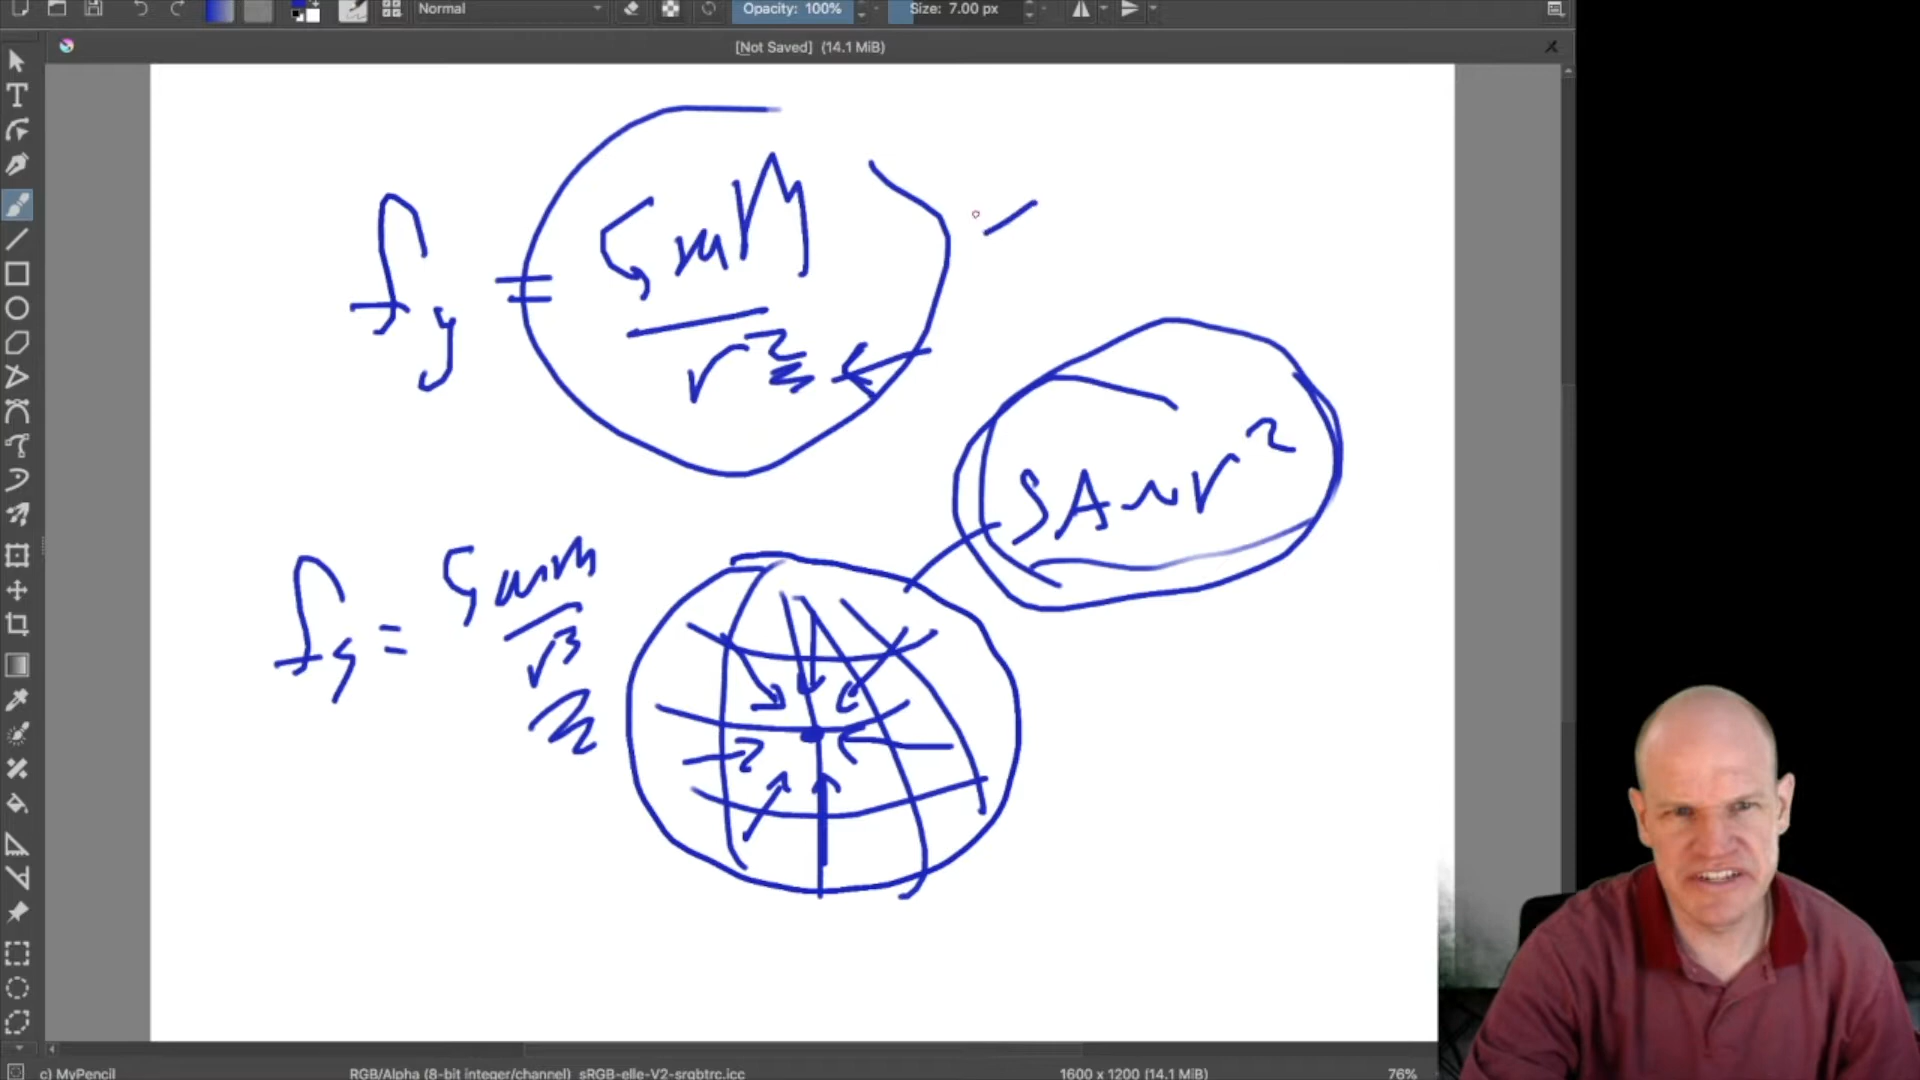 Normal
Opacity: 100%
Size: 7.00 px
[Not Saved] (14.1 MiB)
fg = GmM
r²
SA ~ r²
fg = GmM
r³
c) MyPencil
RGB/Alpha (8-bit integer/channel) sRGB-elle-V2-srgbtrc.icc
1600 x 1200 (14.1 MiB)
76%